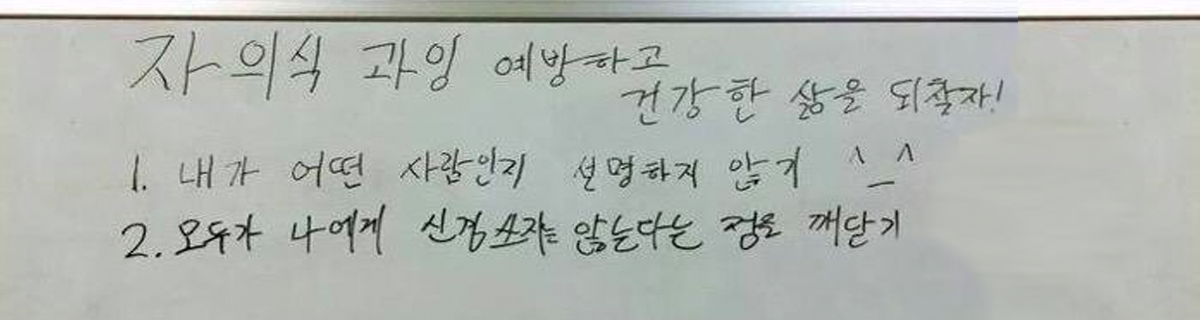 자의식 과잉 예방하고
건강한 삶을 되찾자!
1. 내가 어떤 사람인지 설명하지 않기 ^_^
2. 모두가 나에게 신경쓰지는 않는다는 점을 깨닫기